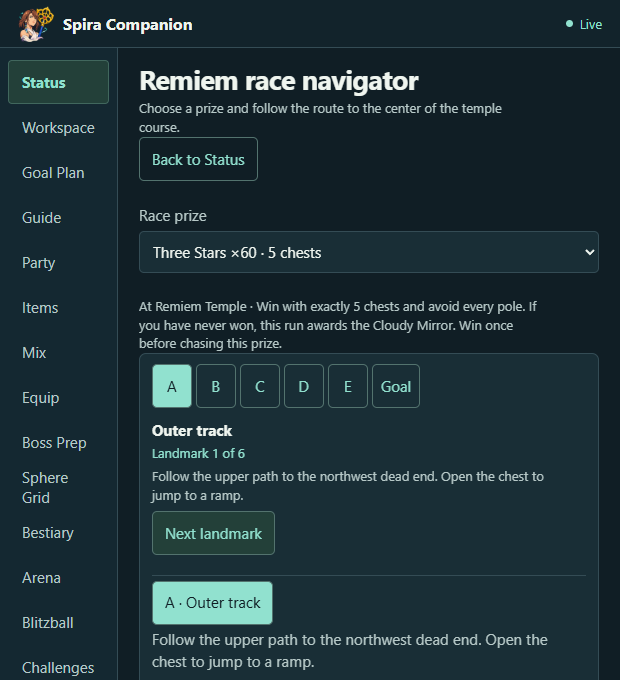 Spira Companion
Live
Status
Workspace
Goal Plan
Guide
Party
Items
Mix
Equip
Boss Prep
Sphere
Grid
Bestiary
Arena
Blitzball
Challenges
Remiem race navigator
Choose a prize and follow the route to the center of the temple
course.
Back to Status
Race prize
Three Stars ×60 · 5 chests
At Remiem Temple · Win with exactly 5 chests and avoid every pole. If
you have never won, this run awards the Cloudy Mirror. Win once
before chasing this prize.
A B C D E Goal
Outer track
Landmark 1 of 6
Follow the upper path to the northwest dead end. Open the chest to
jump to a ramp.
Next landmark
A · Outer track
Follow the upper path to the northwest dead end. Open the
chest to jump to a ramp.